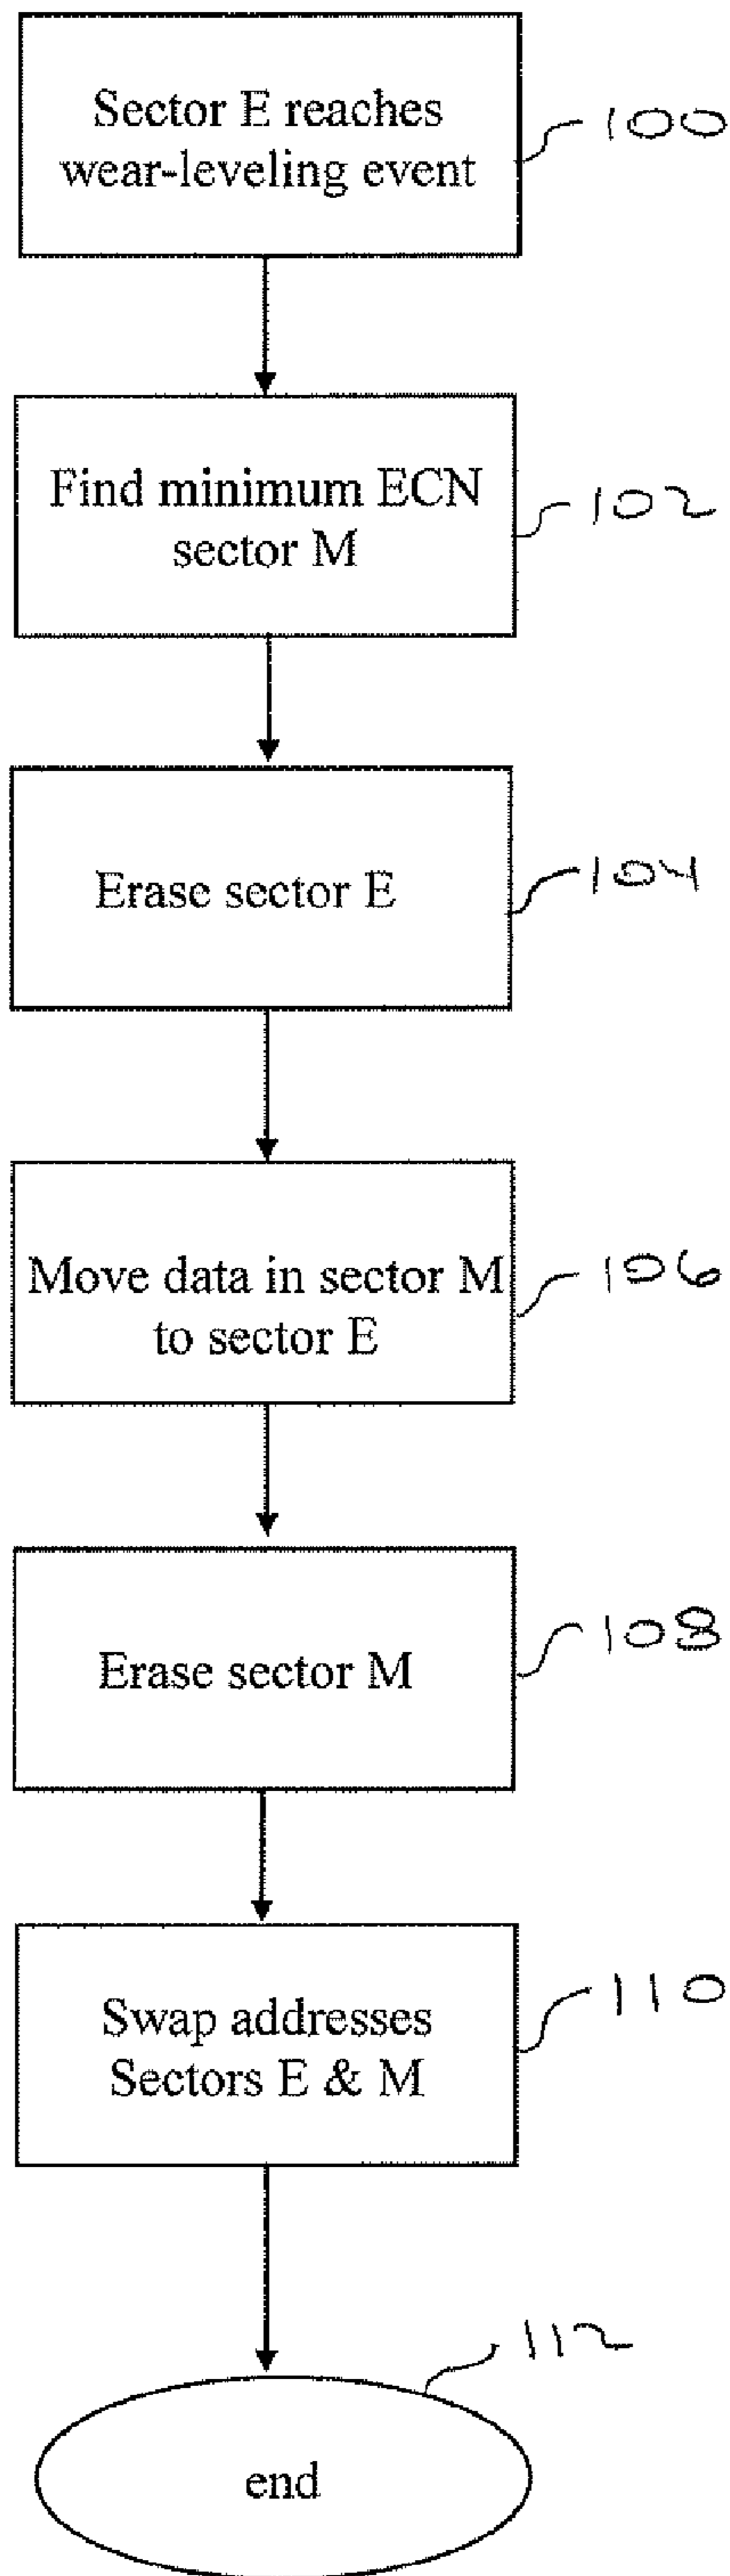 Sector E reaches
wear-leveling event
100
Find minimum ECN
sector M
102
Erase sector E
104
Move data in sector M
to sector E
106
Erase sector M
108
Swap addresses
Sectors E & M
110
112
end